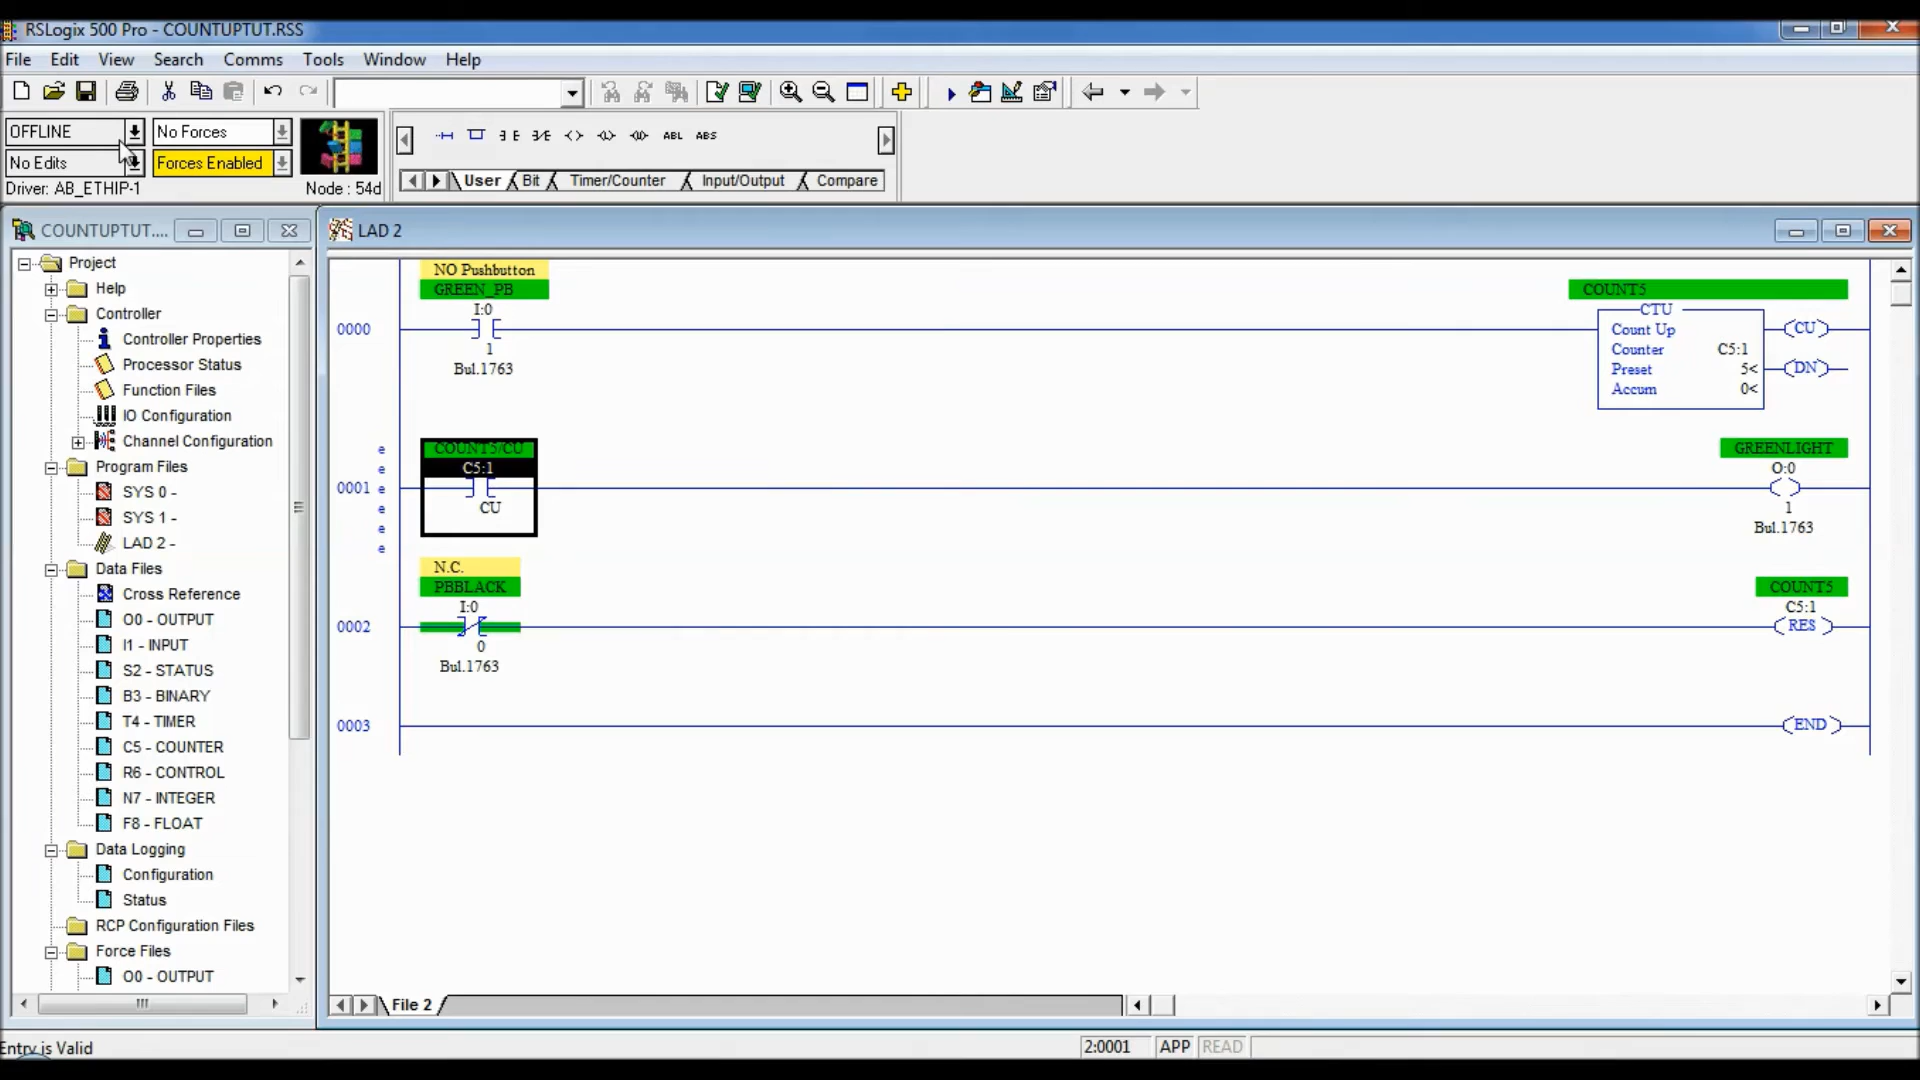 RSLogix 500 Pro - COUNTUPTUT.RSS
File Edit View Search Comms Tools Window Help
OFFLINE No Forces
No Edits Forces Enabled
Driver: AB_ETHIP-1 Node : 54d
ABL ABS
User Bit Timer/Counter Input/Output Compare
COUNTUPTUT....
Project
Help
Controller
Controller Properties
Processor Status
Function Files
IO Configuration
Channel Configuration
Program Files
SYS 0 -
SYS 1 -
LAD 2 -
Data Files
Cross Reference
O0 - OUTPUT
I1 - INPUT
S2 - STATUS
B3 - BINARY
T4 - TIMER
C5 - COUNTER
R6 - CONTROL
N7 - INTEGER
F8 - FLOAT
Data Logging
Configuration
Status
RCP Configuration Files
Force Files
O0 - OUTPUT
LAD 2
NO Pushbutton
GREEN_PB
I:0
0000
1
Bul.1763
COUNT5
CTU
Count Up
Counter C5:1
Preset 5<
Accum 0<
CU
DN
COUNT5/CU
C5:1
0001
CU
e
e
e
e
e
e
GREENLIGHT
O:0
1
Bul.1763
N.C.
PBBLACK
I:0
0002
0
Bul.1763
COUNT5
C5:1
RES
0003
END
File 2
Entry is Valid
2:0001 APP READ